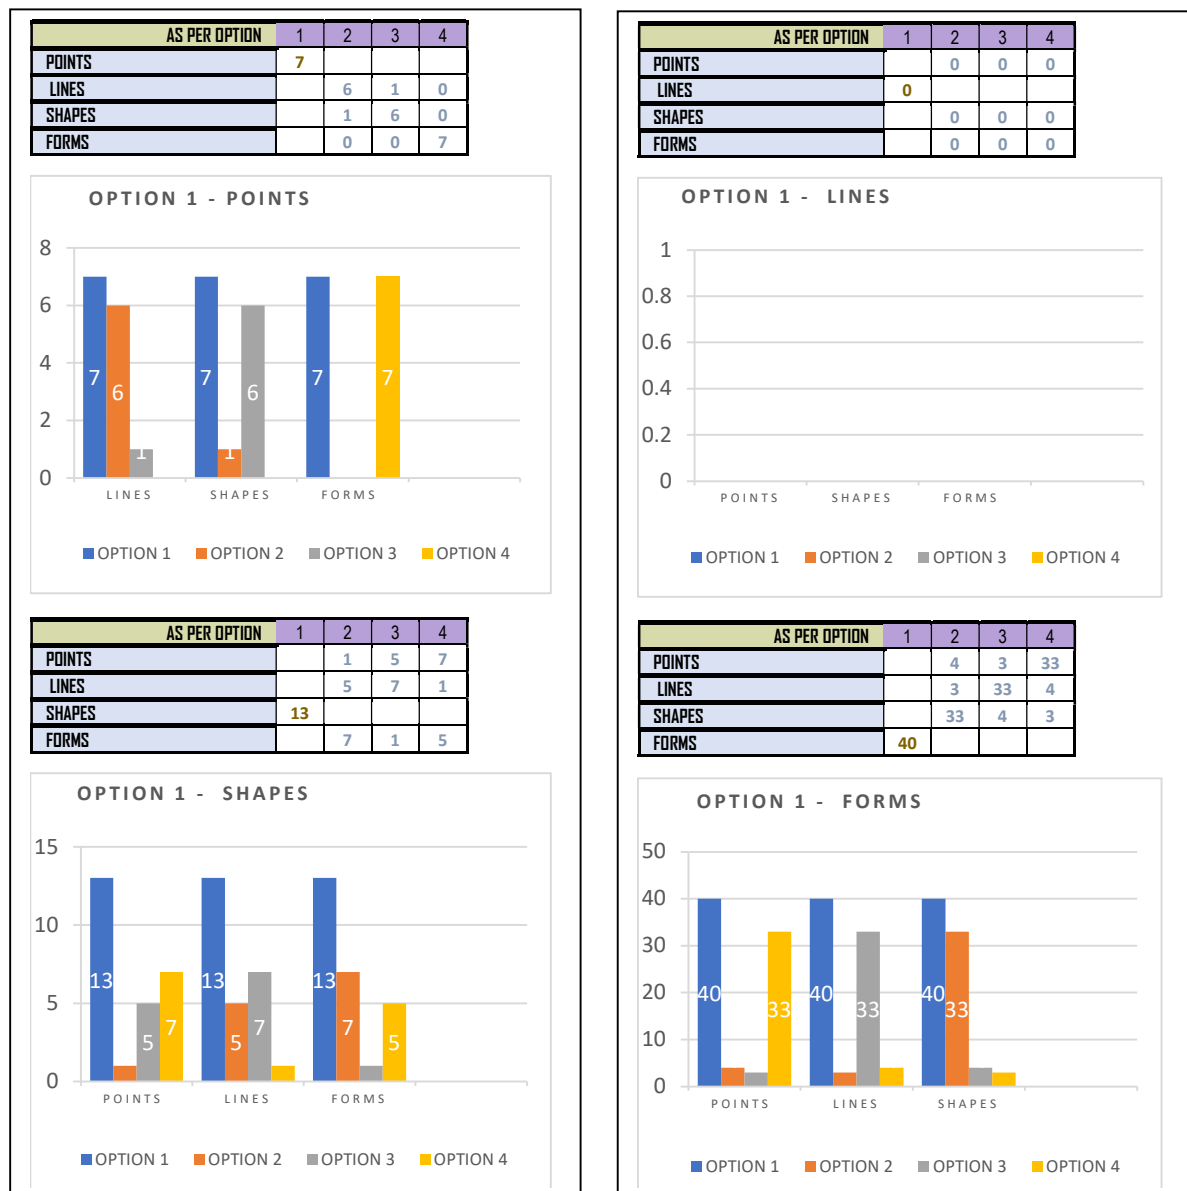 AS PER OPTION 1 2 3 4
POINTS 7
LINES 6 1 0
SHAPES 1 6 0
FORMS 0 0 7
OPTION 1 - POINTS
8
6
4
2
0
7 6 1
7 1 6
7 7
LINES SHAPES FORMS
OPTION 1 OPTION 2 OPTION 3 OPTION 4
AS PER OPTION 1 2 3 4
POINTS 0 0 0
LINES 0
SHAPES 0 0 0
FORMS 0 0 0
OPTION 1 - LINES
1
0.8
0.6
0.4
0.2
0
POINTS SHAPES FORMS
OPTION 1 OPTION 2 OPTION 3 OPTION 4
AS PER OPTION 1 2 3 4
POINTS 1 5 7
LINES 5 7 1
SHAPES 13
FORMS 7 1 5
OPTION 1 - SHAPES
15
10
5
0
13 5 7
13 5 7
13 7 5
POINTS LINES FORMS
OPTION 1 OPTION 2 OPTION 3 OPTION 4
AS PER OPTION 1 2 3 4
POINTS 4 3 33
LINES 3 33 4
SHAPES 33 4 3
FORMS 40
OPTION 1 - FORMS
50
40
30
20
10
0
40 33
40 33
40 33
POINTS LINES SHAPES
OPTION 1 OPTION 2 OPTION 3 OPTION 4